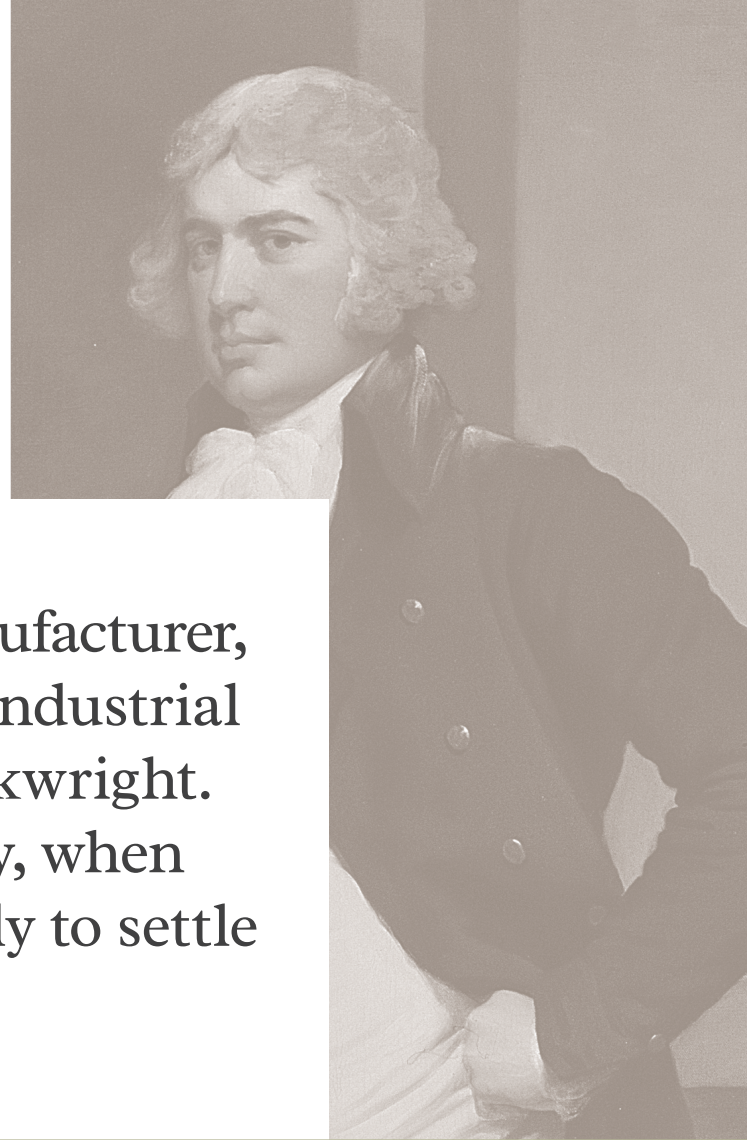 ufacturer,
ndustrial
kwright.
y, when
ly to settle